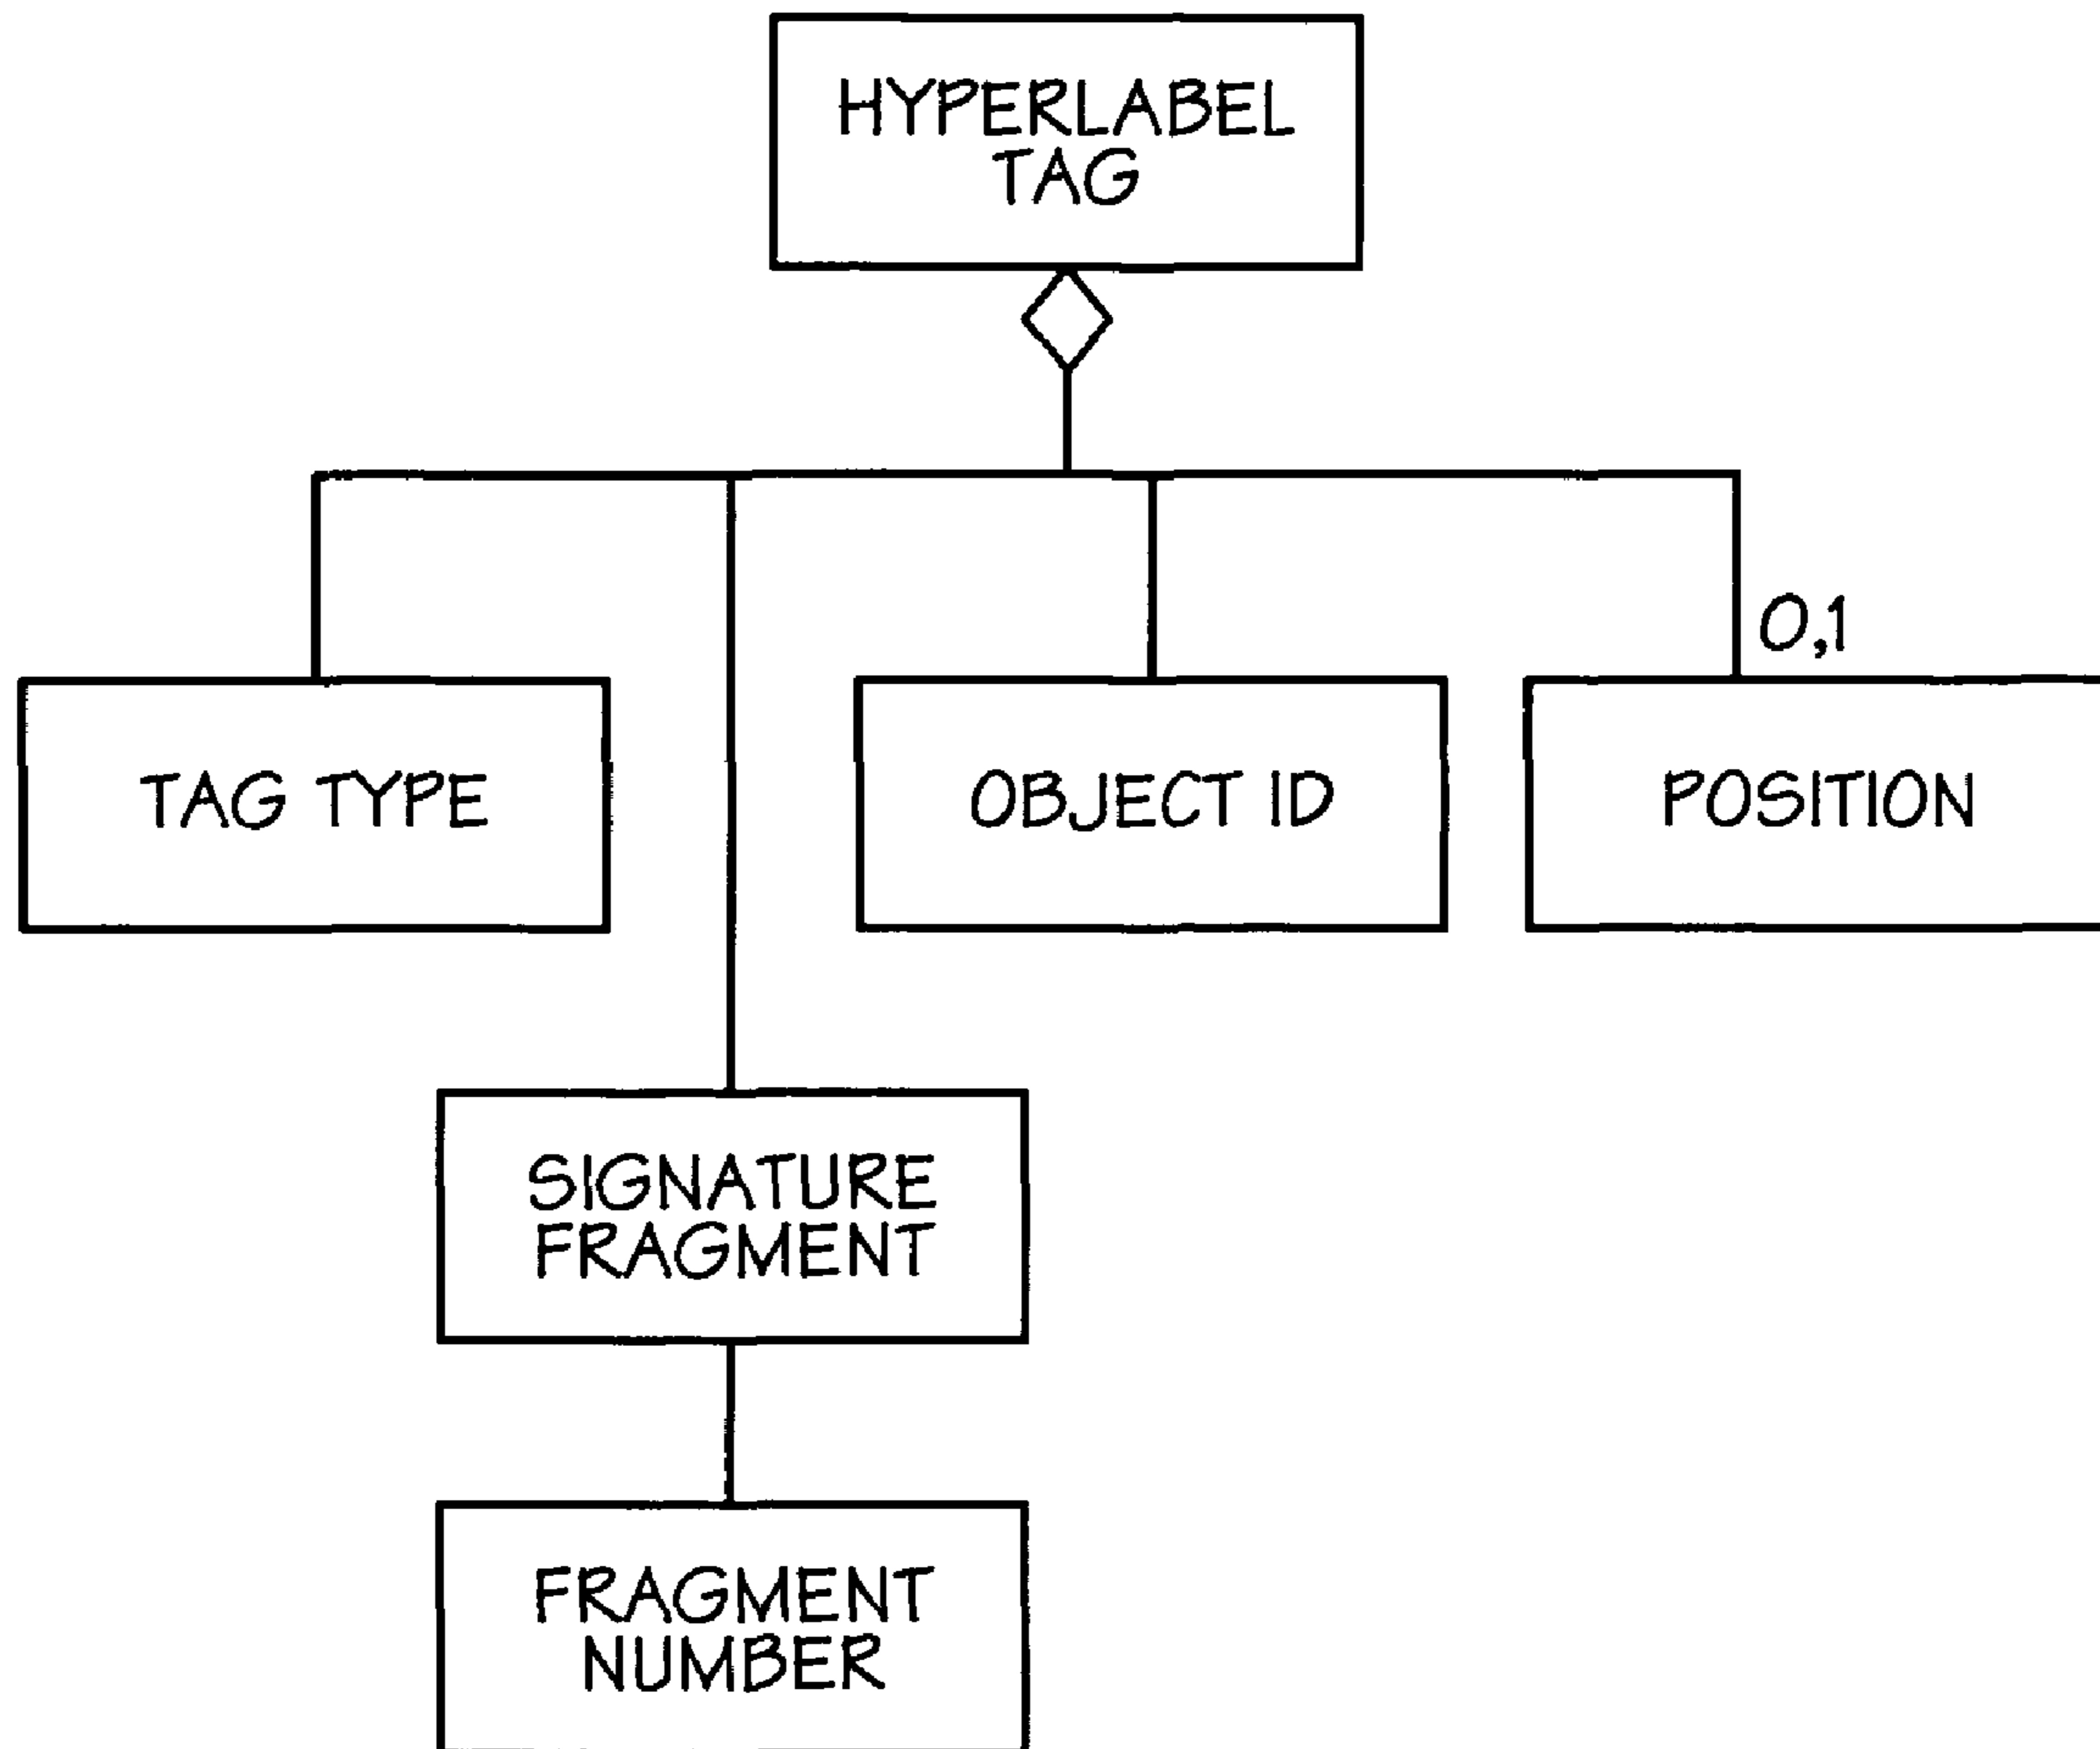 HYPERLABEL
TAG
0,1
TAG TYPE
OBJECT ID
POSITION
SIGNATURE
FRAGMENT
FRAGMENT
NUMBER